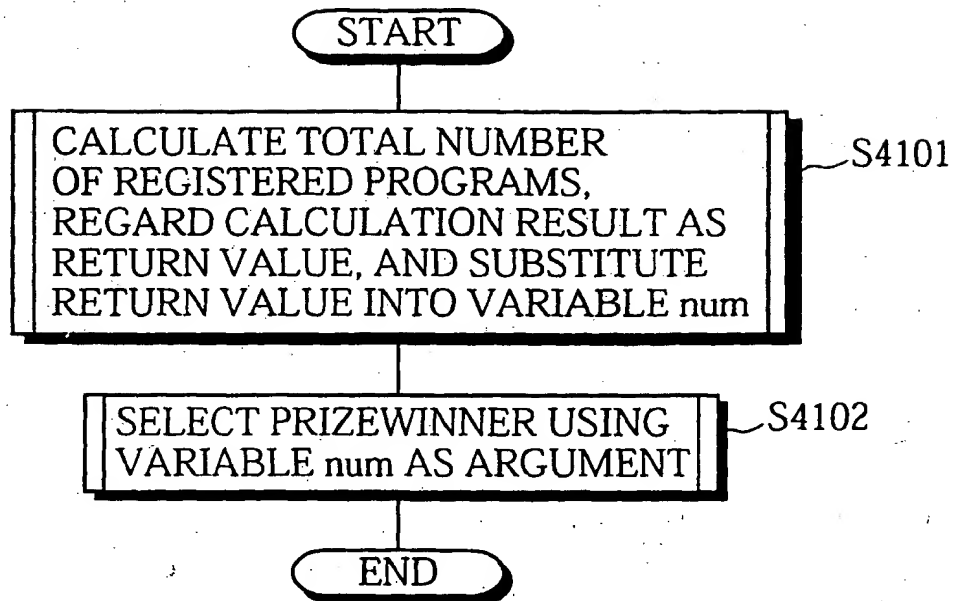 START
CALCULATE TOTAL NUMBER
OF REGISTERED PROGRAMS,
REGARD CALCULATION RESULT AS
RETURN VALUE, AND SUBSTITUTE
RETURN VALUE INTO VARIABLE num
S4101
SELECT PRIZEWINNER USING
VARIABLE num AS ARGUMENT
S4102
END